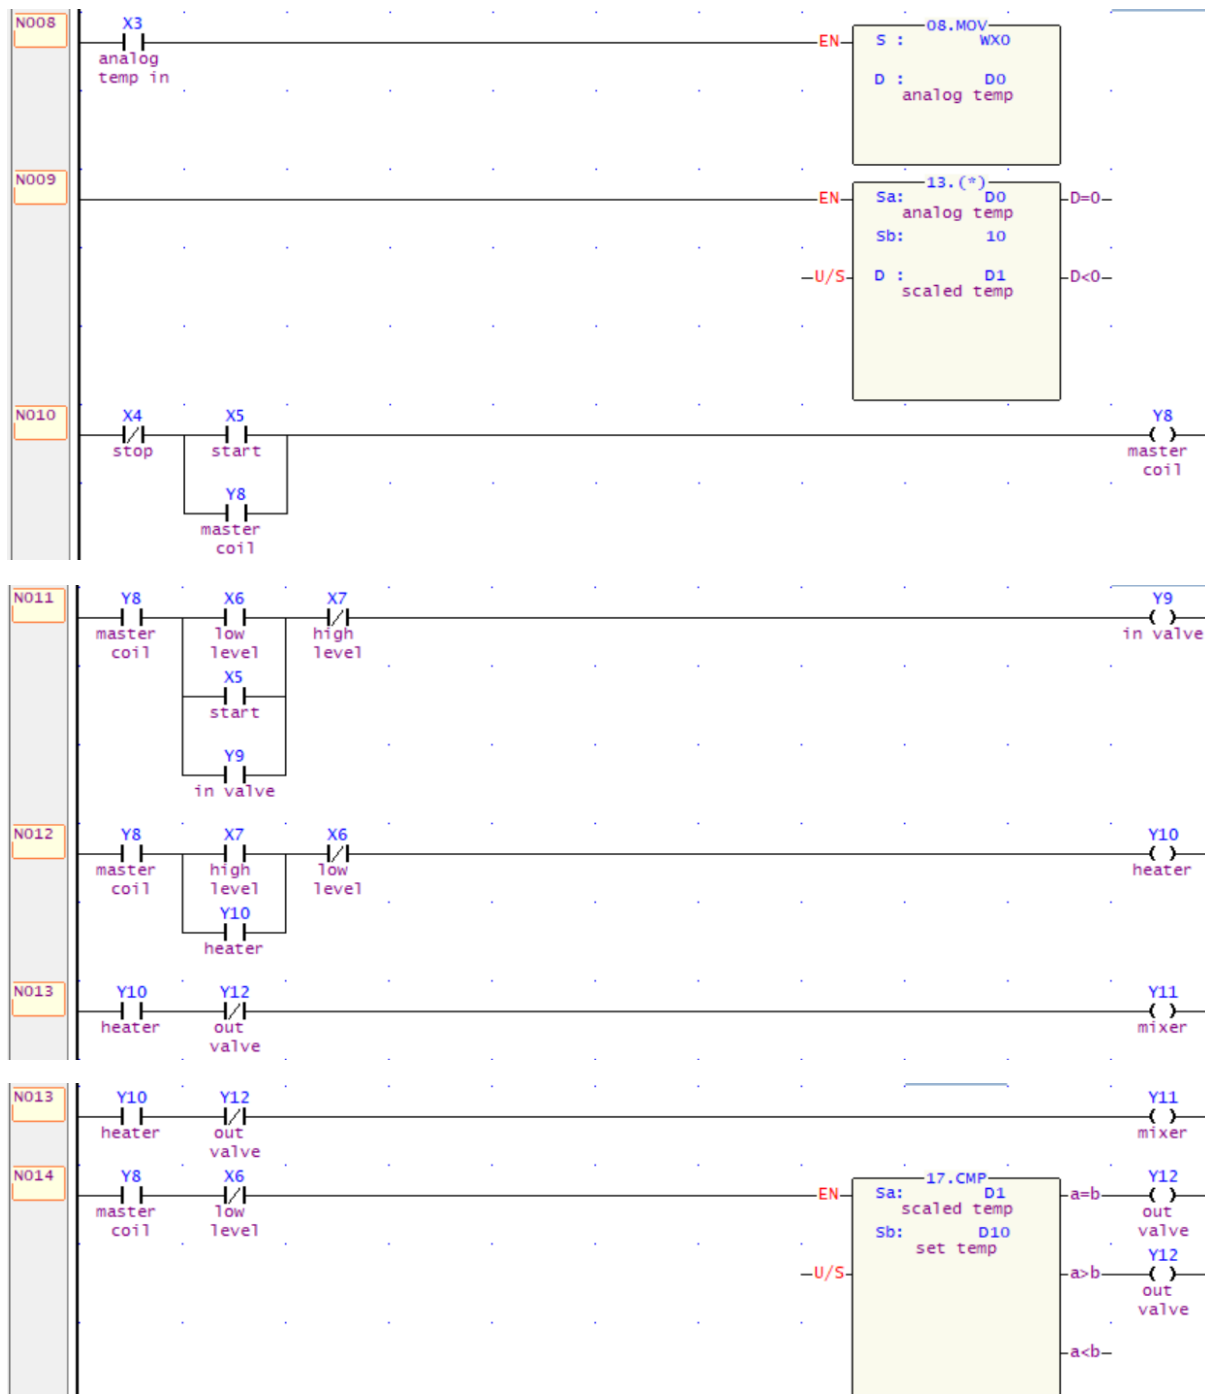 N008
X3
analog
temp in
EN
08.MOV
S : WX0
D : D0
analog temp
N009
EN
13.(*)
Sa: D0
analog temp
Sb: 10
U/S
D : D1
scaled temp
D=0
D<0
N010
X4
stop
X5
start
Y8
master
coil
Y8
master
coil
N011
Y8
master
coil
X6
low
level
X7
high
level
Y9
in valve
X5
start
Y9
in valve
N012
Y8
master
coil
X7
high
level
X6
low
level
Y10
heater
Y10
heater
N013
Y10
heater
Y12
out
valve
Y11
mixer
N013
Y10
heater
Y12
out
valve
Y11
mixer
N014
Y8
master
coil
X6
low
level
EN
17.CMP
Sa: D1
scaled temp
Sb: D10
set temp
U/S
a=b
Y12
out
valve
a>b
Y12
out
valve
a<b